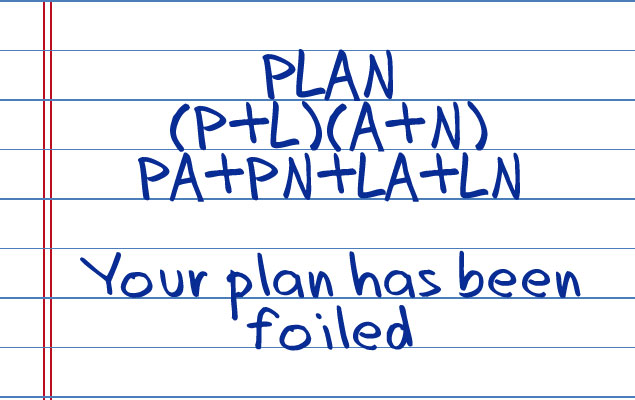 PLAN
(P+L)(A+N)
PA+PN+LA+LN
Your plan has been
foiled